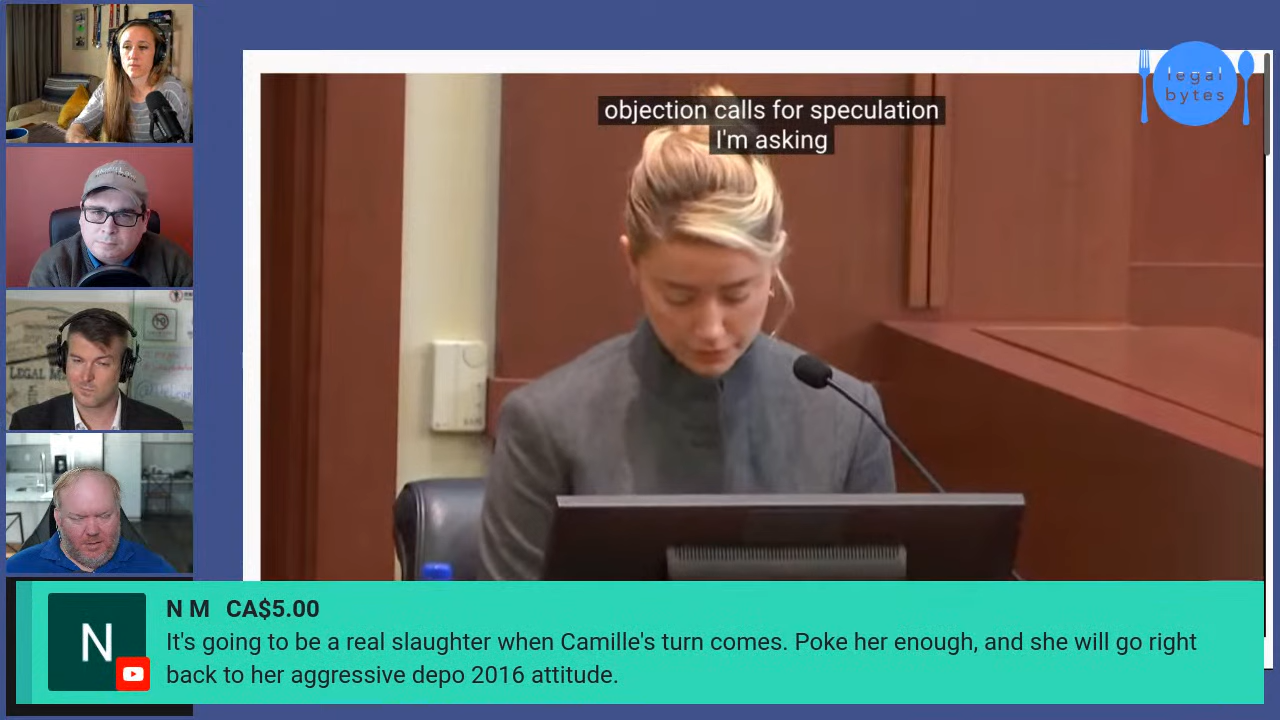 objection calls for speculation
I'm asking
legal
bytes
N
N M CA$5.00
It's going to be a real slaughter when Camille's turn comes. Poke her enough, and she will go right
back to her aggressive depo 2016 attitude.